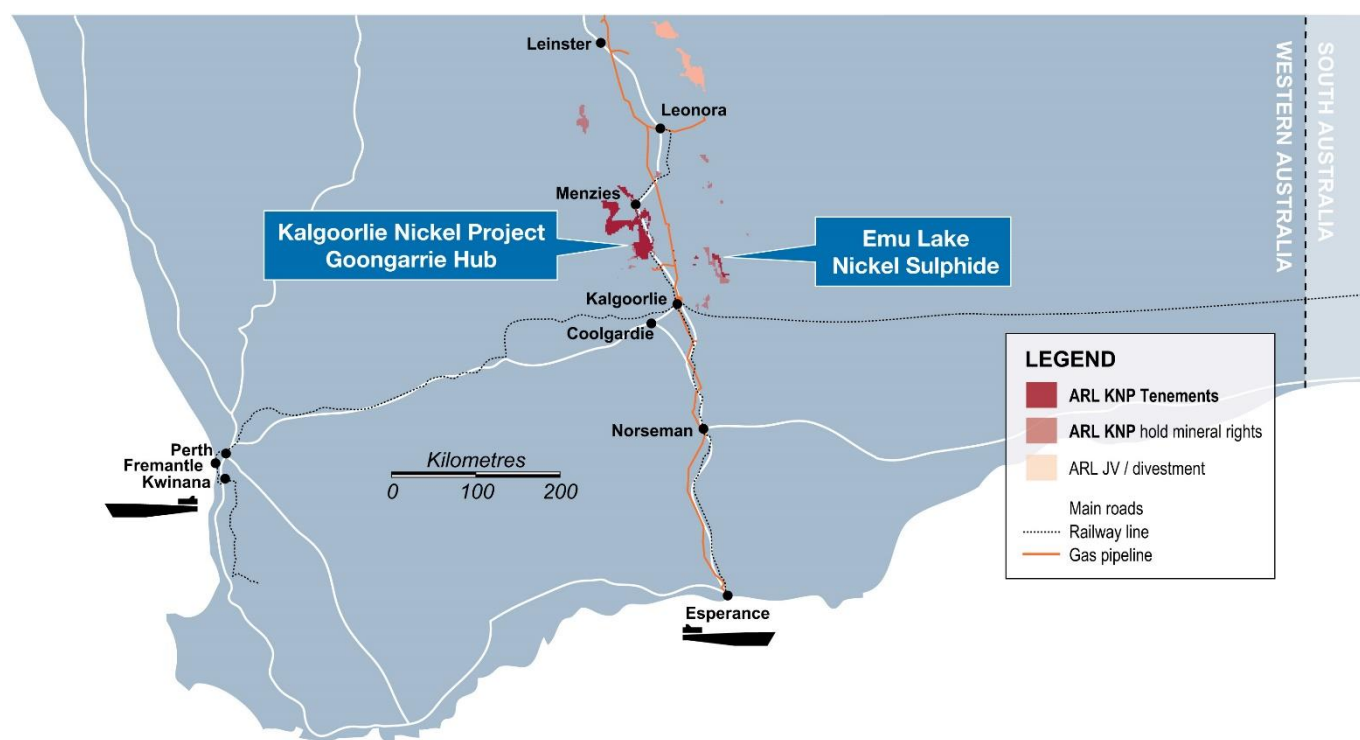 Leinster
Leonora
Menzies
Kalgoorlie Nickel Project
Goongarrie Hub
Emu Lake
Nickel Sulphide
WESTERN AUSTRALIA
SOUTH AUSTRALIA
Kalgoorlie
Coolgardie
Norseman
Perth
Fremantle
Kwinana
Kilometres
0 100 200
Esperance
LEGEND
ARL KNP Tenements
ARL KNP hold mineral rights
ARL JV / divestment
Main roads
Railway line
Gas pipeline